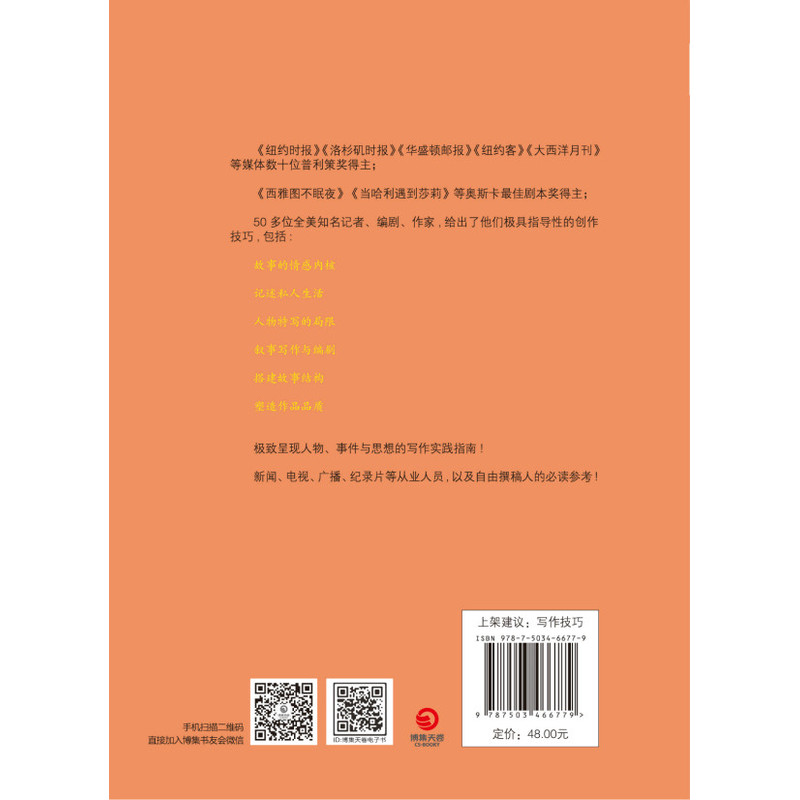 《纽约时报》《洛杉矶时报》《华盛顿邮报》《纽约客》《大西洋月刊》
等媒体数十位普利策奖得主；
《西雅图不眠夜》《当哈利遇到莎莉》等奥斯卡最佳剧本奖得主；
50 多位全美知名记者、编剧、作家，给出了他们极具指导性的创作
技巧，包括：
故事的情感内核
记述私人生活
人物特写的局限
叙事写作与编剧
搭建故事结构
塑造作品品质
极致呈现人物、事件与思想的写作实践指南！
新闻、电视、广播、纪录片等从业人员，以及自由撰稿人的必读参考！
上架建议：写作技巧
ISBN 978-7-5034-6677-9
9 787503 466779 >
定价：48.00元
手机扫描二维码
直接加入博集书友会微信
ID:博集天卷电子书
博集天卷
CS-BOOKY